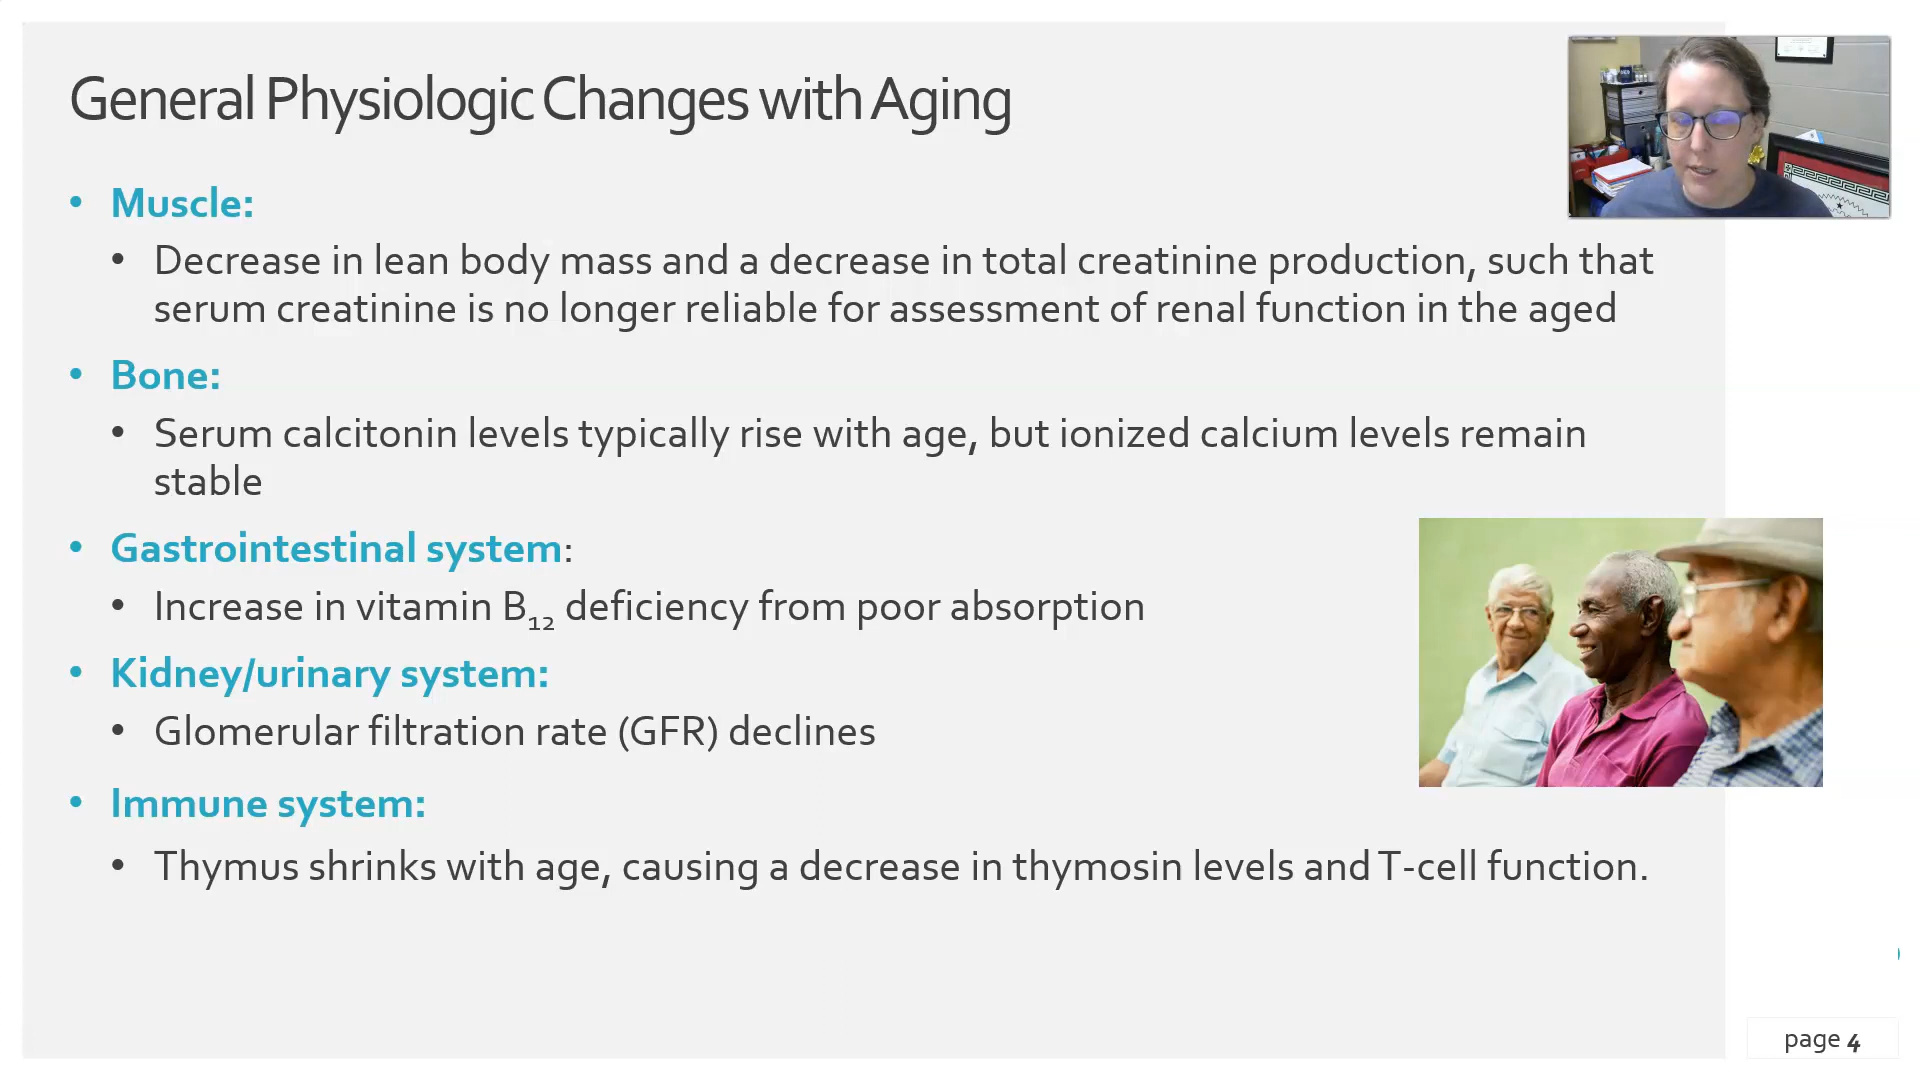 General Physiologic Changes with Aging
• Muscle:
• Decrease in lean body mass and a decrease in total creatinine production, such that
serum creatinine is no longer reliable for assessment of renal function in the aged
• Bone:
• Serum calcitonin levels typically rise with age, but ionized calcium levels remain
stable
• Gastrointestinal system:
• Increase in vitamin B₁₂ deficiency from poor absorption
• Kidney/urinary system:
• Glomerular filtration rate (GFR) declines
• Immune system:
• Thymus shrinks with age, causing a decrease in thymosin levels and T-cell function.
page 4